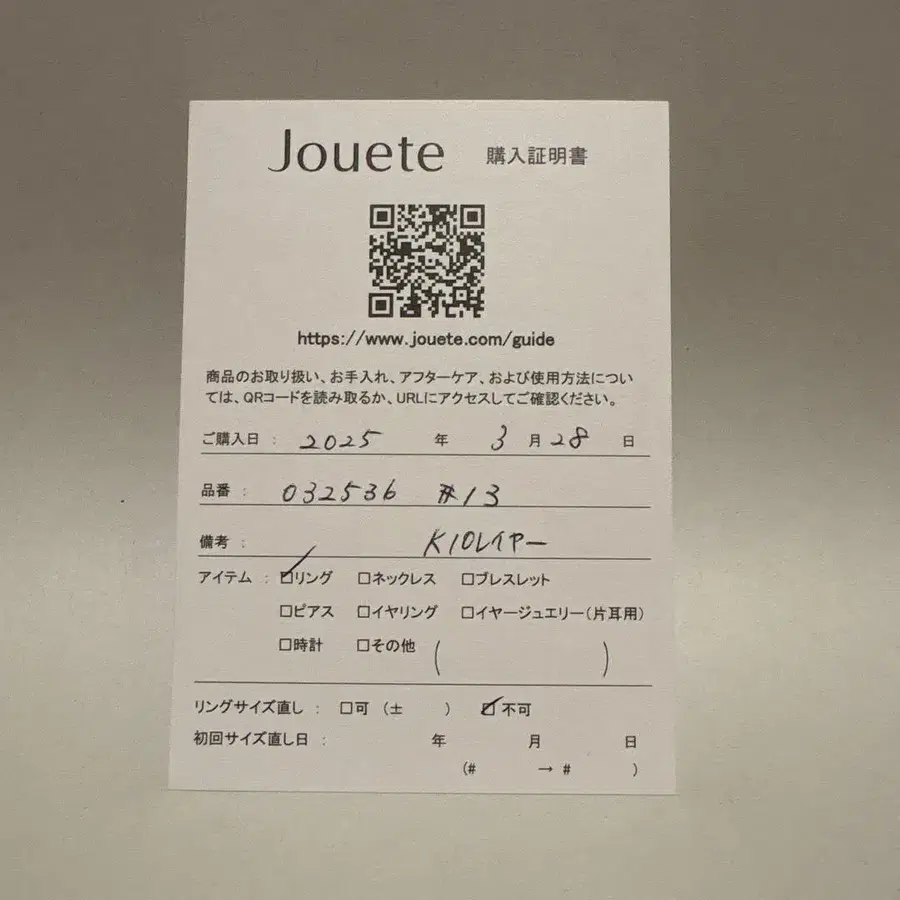 Jouete 購入証明書
https://www.jouete.com/guide
商品のお取り扱い、お手入れ、アフターケア、および使用方法につい
ては、QRコードを読み取るか、URLにアクセスしてご確認ください。
ご購入日 : 2025 年 3 月 28 日
品番 : 032536 #13
備考 : K10レイヤー
アイテム : ☑リング □ネックレス □ブレスレット
□ピアス □イヤリング □イヤージュエリー(片耳用)
□時計 □その他 ( )
リングサイズ直し : □可 (± ) ☑不可
初回サイズ直し日 : 年 月 日
(# → # )